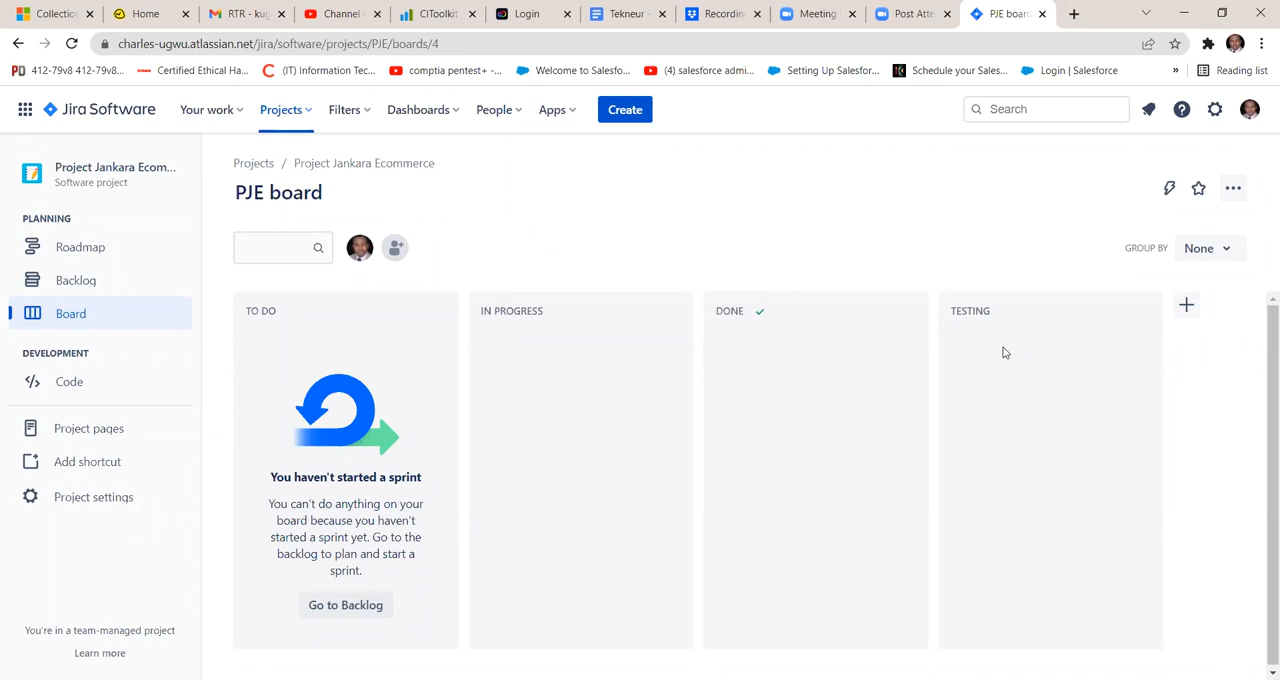 Collection
Home
RTR - kug
Channel
CIToolkit
Login
Tekneur -
Recording
Meeting
Post Atte
PJE boar
charles-ugwu.atlassian.net/jira/software/projects/PJE/boards/4
412-79v8 412-79v8...
Certified Ethical Ha...
(IT) Information Tec...
comptia pentest+ -...
Welcome to Salesfo...
(4) salesforce admi...
Setting Up Salesfor...
Schedule your Sales...
Login | Salesforce
»
Reading list
Jira Software
Your work
Projects
Filters
Dashboards
People
Apps
Create
Search
Project Jankara Ecom...
Software project
PLANNING
Roadmap
Backlog
Board
DEVELOPMENT
Code
Project pages
Add shortcut
Project settings
You're in a team-managed project
Learn more
Projects / Project Jankara Ecommerce
PJE board
GROUP BY
None
TO DO
IN PROGRESS
DONE
TESTING
You haven't started a sprint
You can't do anything on your
board because you haven't
started a sprint yet. Go to the
backlog to plan and start a
sprint.
Go to Backlog